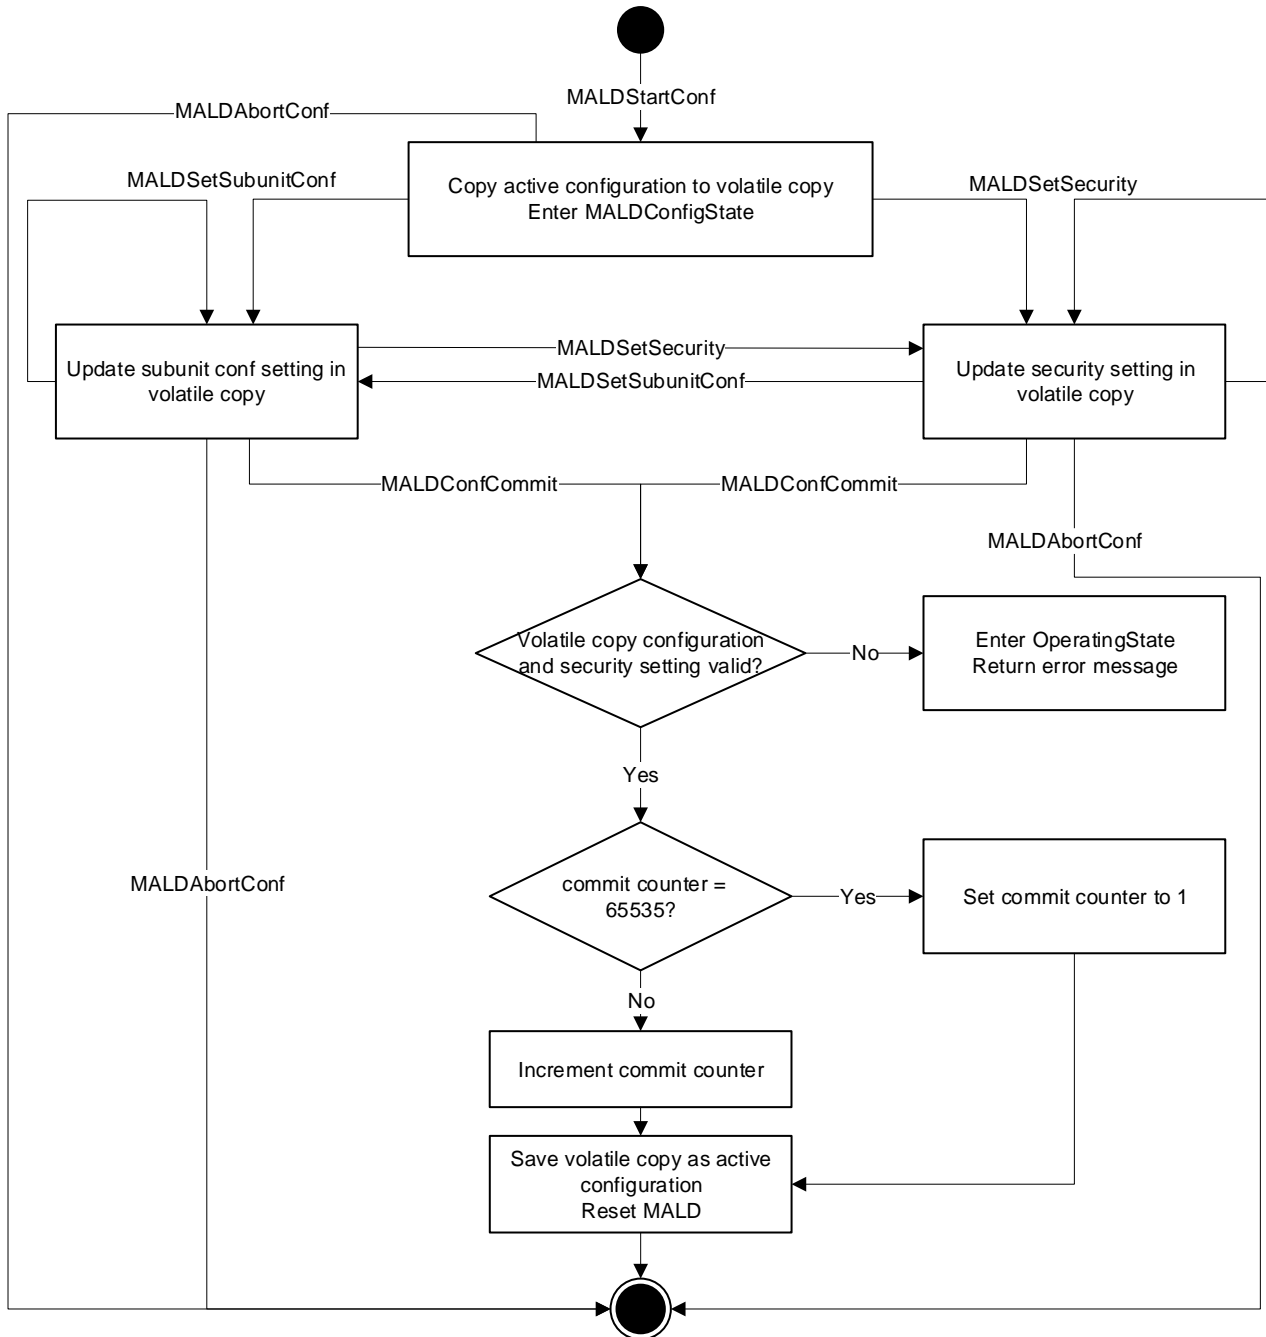 MALDStartConf
MALDAbortConf
MALDSetSubunitConf
Copy active configuration to volatile copy
Enter MALDConfigState
MALDSetSecurity
Update subunit conf setting in
volatile copy
MALDSetSecurity
MALDSetSubunitConf
Update security setting in
volatile copy
MALDConfCommit
MALDConfCommit
MALDAbortConf
Volatile copy configuration
and security setting valid?
No
Enter OperatingState
Return error message
Yes
MALDAbortConf
commit counter =
65535?
Yes
Set commit counter to 1
No
Increment commit counter
Save volatile copy as active
configuration
Reset MALD